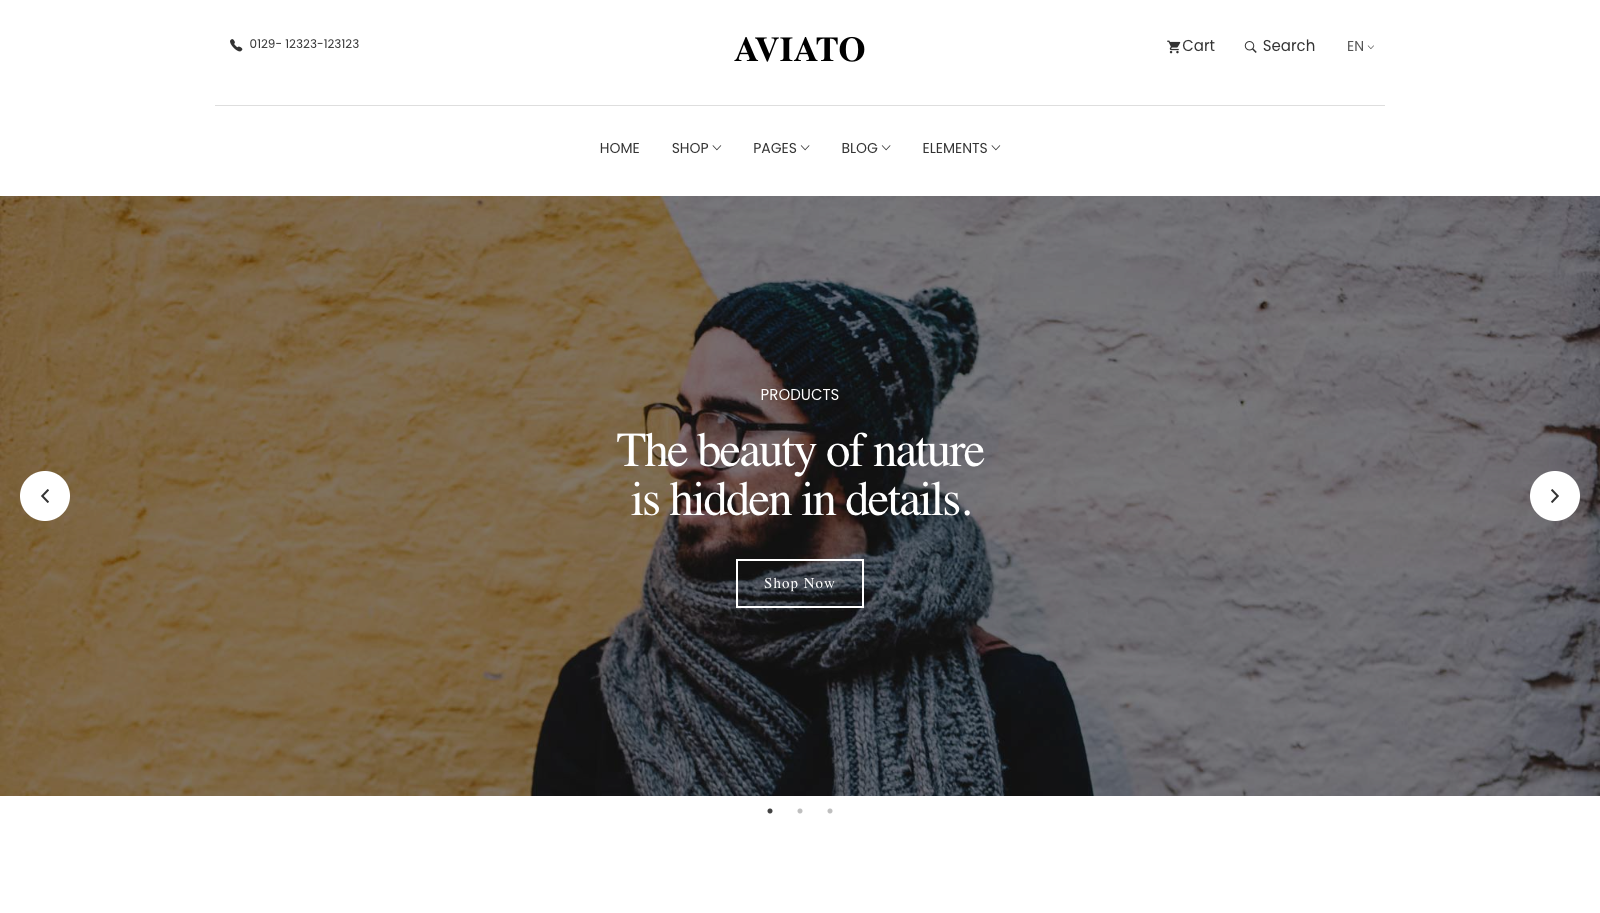 0129- 12323-123123
AVIATO
Cart
Search
EN
HOME
SHOP
PAGES
BLOG
ELEMENTS
PRODUCTS
The beauty of nature
is hidden in details.
Shop Now